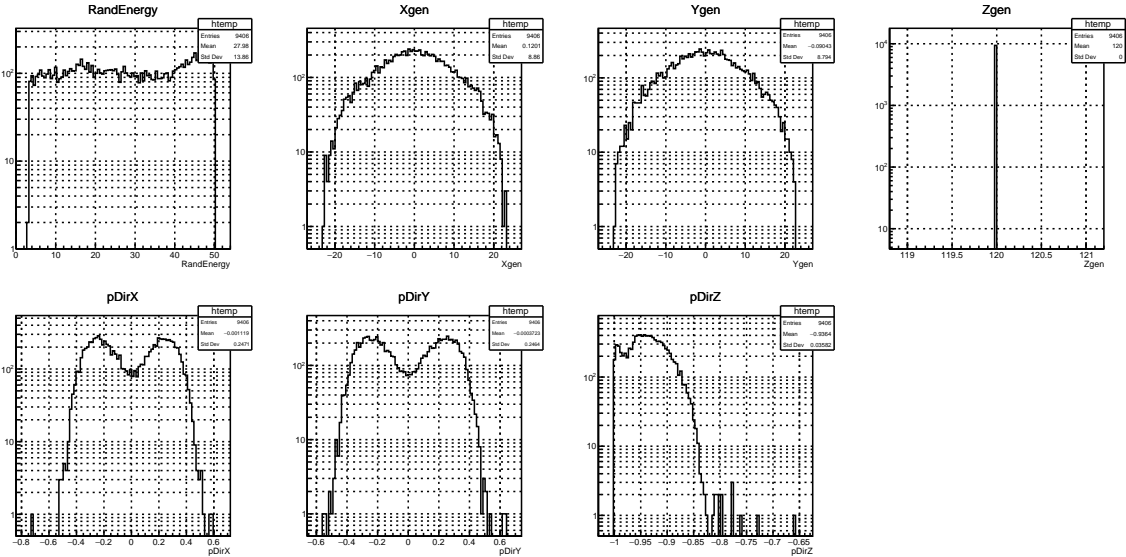 RandEnergy
htemp
Entries 9406
Mean 27.98
Std Dev 13.86
10²
10
1
0 10 20 30 40 50
RandEnergy
Xgen
htemp
Entries 9406
Mean 0.1201
Std Dev 8.86
10²
10
1
−20 −10 0 10 20
Xgen
Ygen
htemp
Entries 9406
Mean −0.09043
Std Dev 8.794
10²
10
1
−20 −10 0 10 20
Ygen
Zgen
htemp
Entries 9406
Mean 120
Std Dev 0
10⁴
10³
10²
10
119 119.5 120 120.5 121
Zgen
pDirX
htemp
Entries 9406
Mean −0.001119
Std Dev 0.2471
10²
10
1
−0.8 −0.6 −0.4 −0.2 0 0.2 0.4 0.6
pDirX
pDirY
htemp
Entries 9406
Mean −0.0003723
Std Dev 0.2464
10²
10
1
−0.6 −0.4 −0.2 0 0.2 0.4 0.6
pDirY
pDirZ
htemp
Entries 9406
Mean −0.9364
Std Dev 0.03582
10²
10
1
−1 −0.95 −0.9 −0.85 −0.8 −0.75 −0.7 −0.65
pDirZ